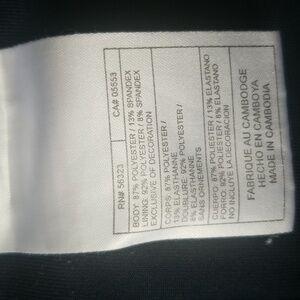 RN# 56323 CA# 05553
BODY: 87% POLYESTER / 13% SPANDEX
LINING: 92% POLYESTER / 8% SPANDEX
EXCLUSIVE OF DECORATION
CORPS: 87% POLYESTER /
13% ELASTHANNE
DOUBLURE: 92% POLYESTER /
8% ELASTHANNE
SANS ORNEMENTS
CUERPO: 87% POLIESTER / 13% ELASTANO
FORRO: 92% POLIESTER / 8% ELASTANO
NO INCLUYE LA DECORACION
FABRIQUE AU CAMBODGE
HECHO EN CAMBOYA
MADE IN CAMBODIA